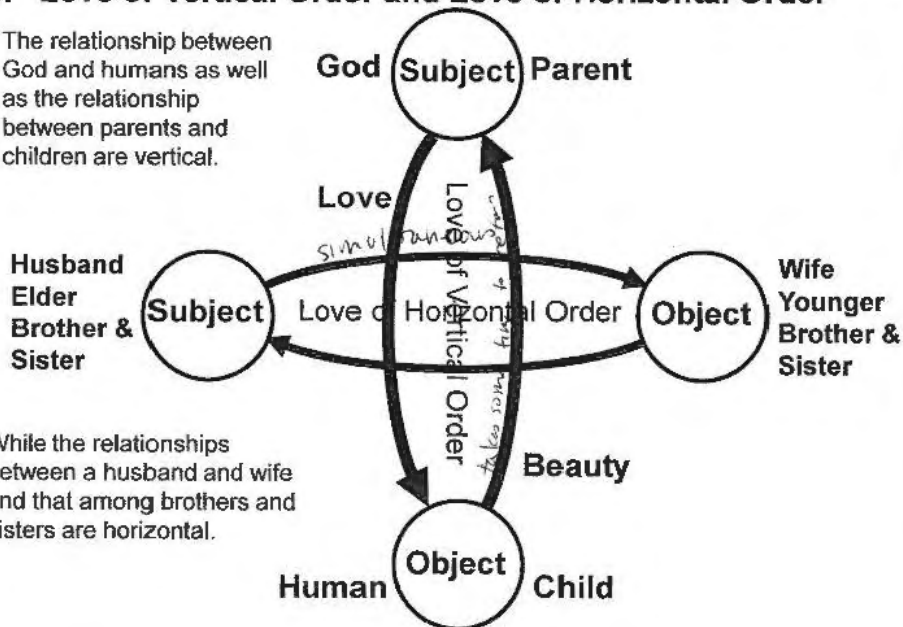 Love of Vertical Order and Love of Horizontal Order
The relationship between
God and humans as well
as the relationship
between parents and
children are vertical.
God Subject Parent
Love
Love of Vertical Order
simultaneous
takes some
Husband
Elder
Brother &
Sister
Subject
Love of Horizontal Order
Object
Wife
Younger
Brother &
Sister
While the relationships
between a husband and wife
and that among brothers and
sisters are horizontal.
Beauty
Human Object Child